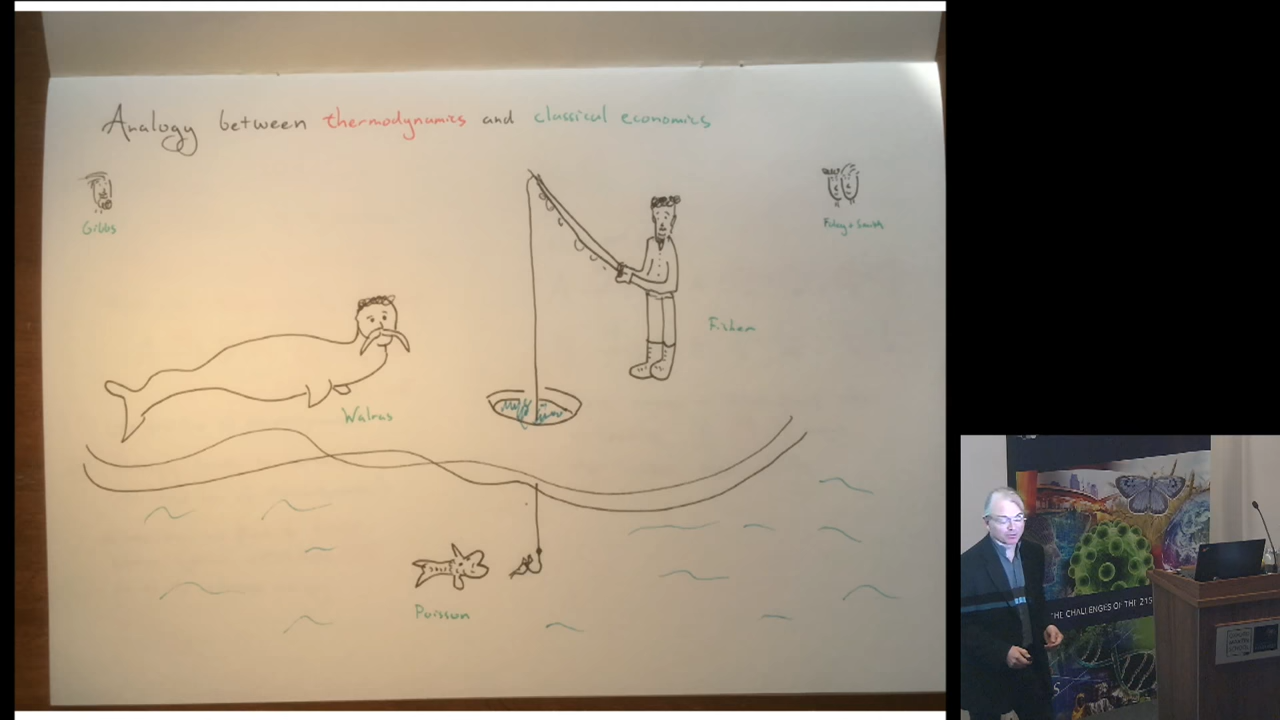 Analogy between thermodynamics and classical economics
Gibbs
Foley & Smith
Fisher
Walras
Poisson
THE CHALLENGES OF THE 21S